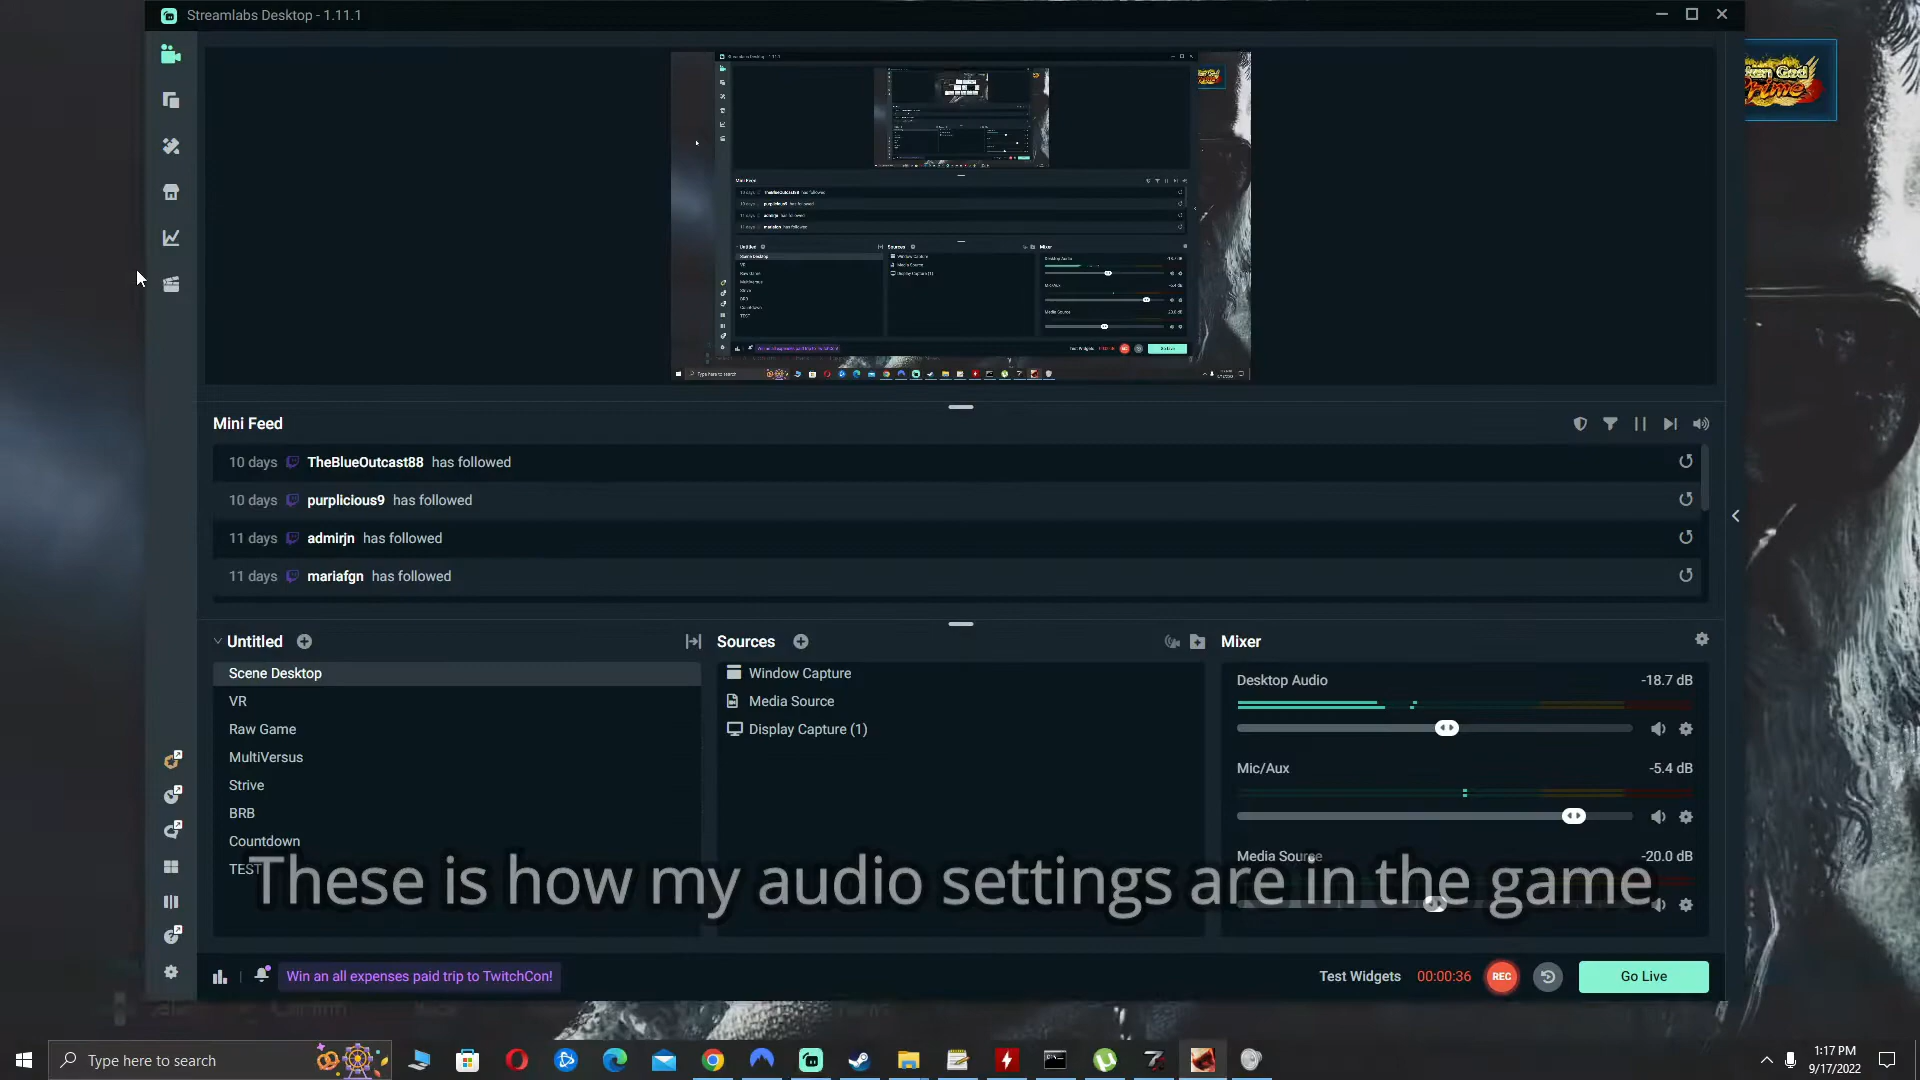 Streamlabs Desktop - 1.11.1
Mini Feed
10 days TheBlueOutcast88 has followed
10 days purplicious9 has followed
11 days admirjn has followed
11 days mariafgn has followed
Untitled
Scene Desktop
VR
Raw Game
MultiVersus
Strive
BRB
Countdown
TEST
Sources
Window Capture
Media Source
Display Capture (1)
Mixer
Desktop Audio -18.7 dB
Mic/Aux -5.4 dB
Media Source -20.0 dB
These is how my audio settings are in the game
Win an all expenses paid trip to TwitchCon!
Test Widgets 00:00:36 REC Go Live
Type here to search
1:17 PM
9/17/2022